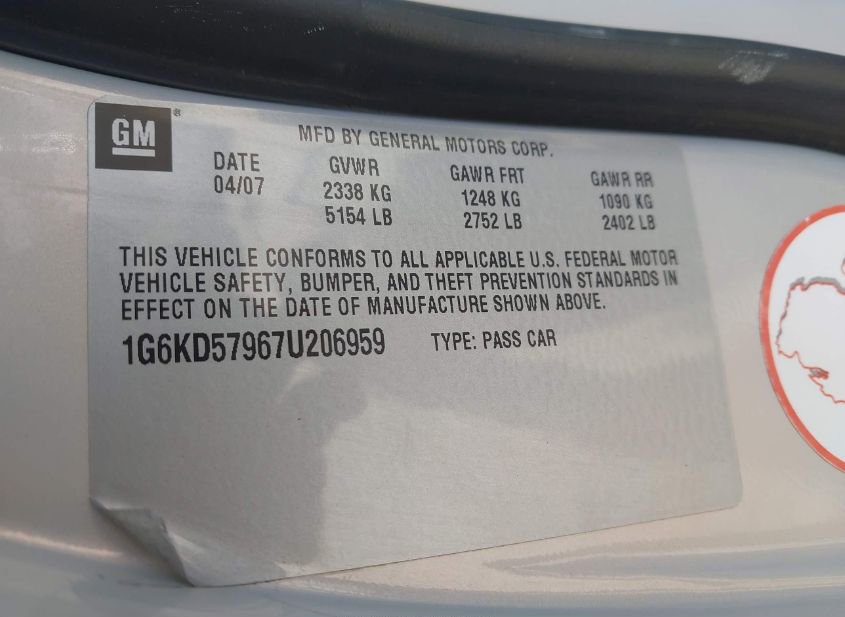 GM®
MFD BY GENERAL MOTORS CORP.
DATE GVWR GAWR FRT GAWR RR
04/07 2338 KG 1248 KG 1090 KG
5154 LB 2752 LB 2402 LB
THIS VEHICLE CONFORMS TO ALL APPLICABLE U.S. FEDERAL MOTOR
VEHICLE SAFETY, BUMPER, AND THEFT PREVENTION STANDARDS IN
EFFECT ON THE DATE OF MANUFACTURE SHOWN ABOVE.
1G6KD57967U206959 TYPE: PASS CAR